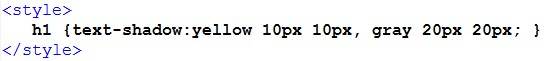 <style>
h1 {text-shadow:yellow 10px 10px, gray 20px 20px; }
</style>